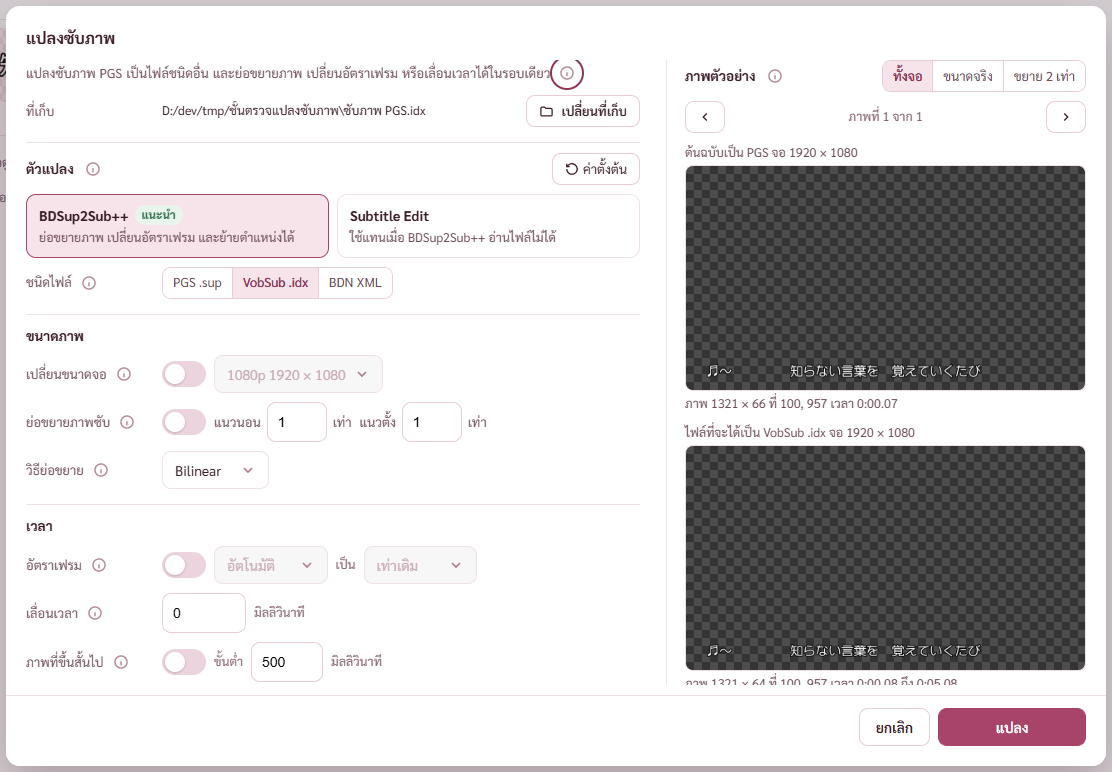 แปลงซับภาพ
แปลงซับภาพ PGS เป็นไฟล์ชนิดอื่น และย่อขยายภาพ เปลี่ยนอัตราเฟรม หรือเลื่อนเวลาได้ในรอบเดียว
ที่เก็บ
D:/dev/tmp/ชั้นตรวจแปลงซับภาพ\ซับภาพ PGS.idx
เปลี่ยนที่เก็บ
ตัวแปลง
ค่าตั้งต้น
BDSup2Sub++ แนะนำ
ย่อขยายภาพ เปลี่ยนอัตราเฟรม และย้ายตำแหน่งได้
Subtitle Edit
ใช้แทนเมื่อ BDSup2Sub++ อ่านไฟล์ไม่ได้
ชนิดไฟล์
PGS .sup
VobSub .idx
BDN XML
ขนาดภาพ
เปลี่ยนขนาดจอ
1080p 1920 × 1080
ย่อขยายภาพซับ
แนวนอน 1 เท่า แนวตั้ง 1 เท่า
วิธีย่อขยาย
Bilinear
เวลา
อัตราเฟรม
อัตโนมัติ เป็น เท่าเดิม
เลื่อนเวลา
0 มิลลิวินาที
ภาพที่ขึ้นสั้นไป
ขั้นต่ำ 500 มิลลิวินาที
ภาพตัวอย่าง
ทั้งจอ
ขนาดจริง
ขยาย 2 เท่า
ภาพที่ 1 จาก 1
ต้นฉบับเป็น PGS จอ 1920 × 1080
♫～ 知らない言葉を 覚えていくたび
ภาพ 1321 × 66 ที่ 100, 957 เวลา 0:00.07
ไฟล์ที่จะได้เป็น VobSub .idx จอ 1920 × 1080
♫～ 知らない言葉を 覚えていくたび
ภาพ 1321 × 64 ที่ 100, 957 เวลา 0:00.08 ถึง 0:05.08
ยกเลิก
แปลง